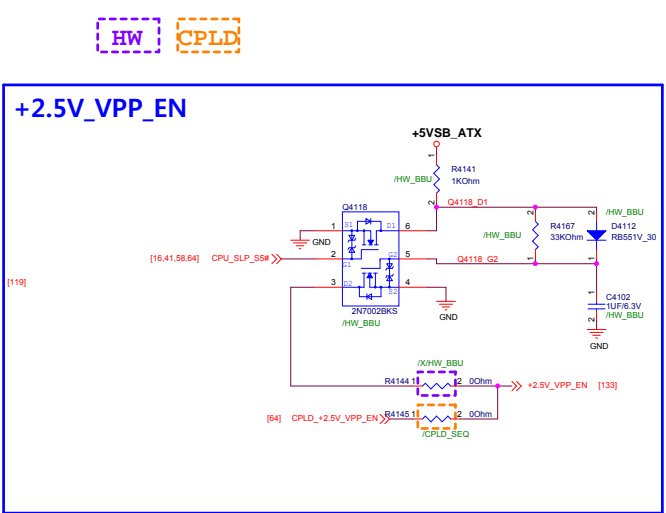 HW CPLD
+2.5V_VPP_EN
+5VSB_ATX
1
/HW_BBU
R4141
1KOhm
2
Q4118_D1
Q4118
1 S1 D1 6
GND
[16,41,58,64] CPU_SLP_S5# 2 G1 G2 5
Q4118_G2
3 D2 S2 4
GND
2N7002BKS
/HW_BBU
2
/HW_BBU
R4167
33KOhm
1
2
/HW_BBU
D4112
RB551V_30
1
1
C4102
1UF/6.3V
2
/HW_BBU
GND
[119]
/X/HW_BBU
R4144 1 2 0Ohm
+2.5V_VPP_EN [133]
[64] CPLD_+2.5V_VPP_EN R4145 1 2 0Ohm
/CPLD_SEQ